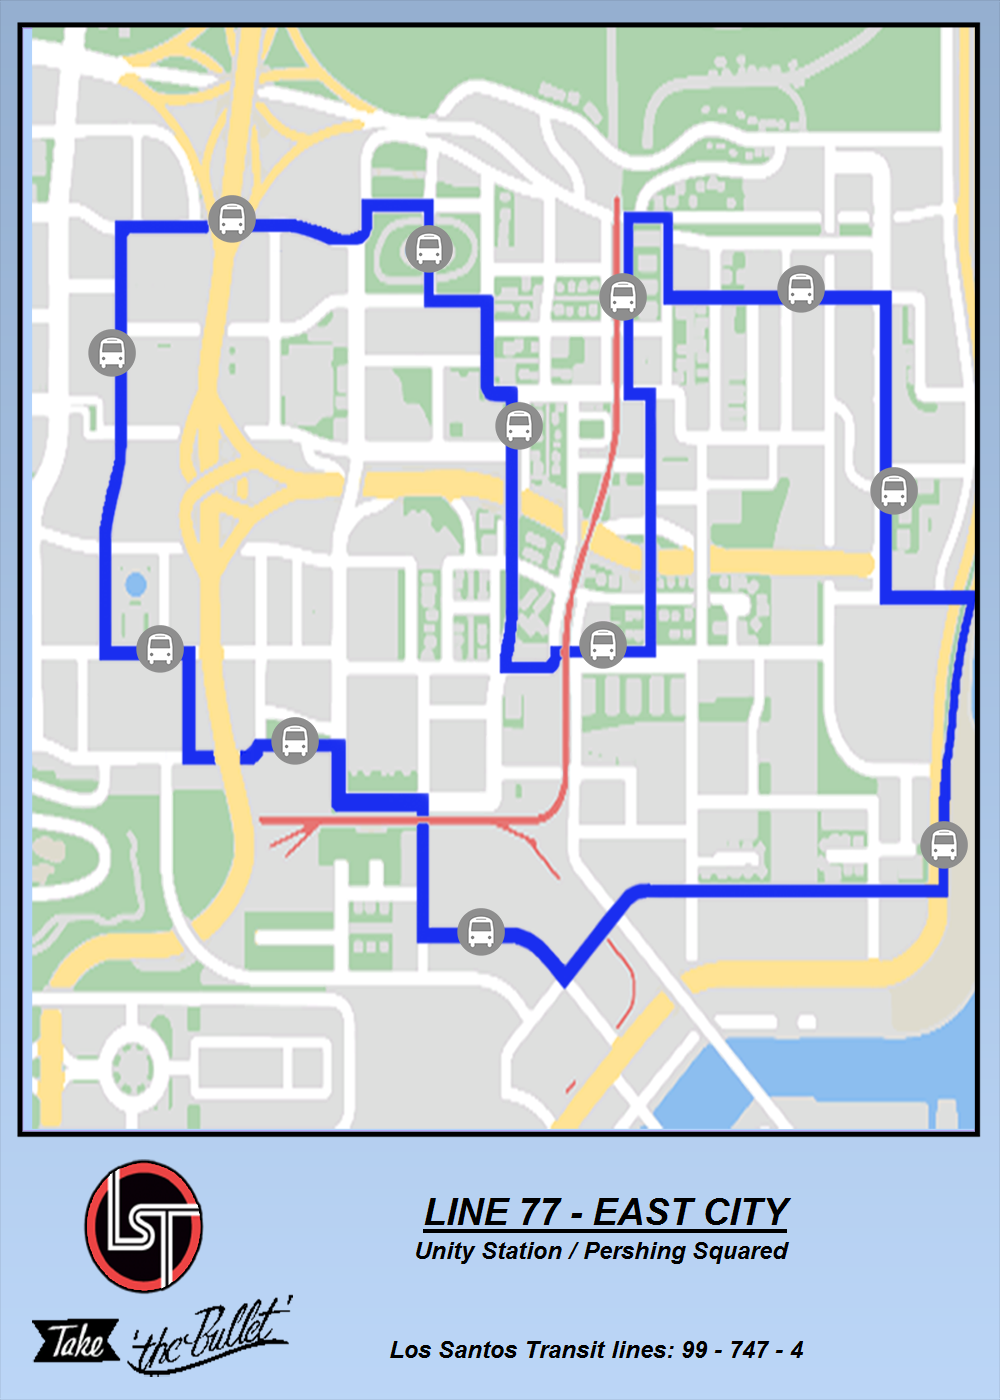 LINE 77 - EAST CITY
Unity Station / Pershing Squared
LST
Take 'the Bullet'
Los Santos Transit lines: 99 - 747 - 4